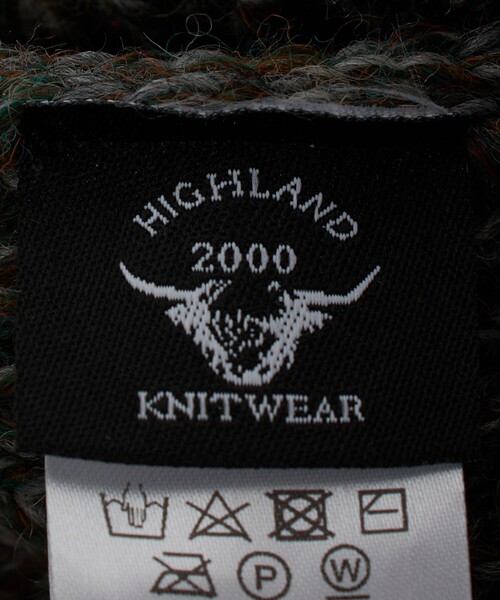 HIGHLAND
2000
KNITWEAR
P W